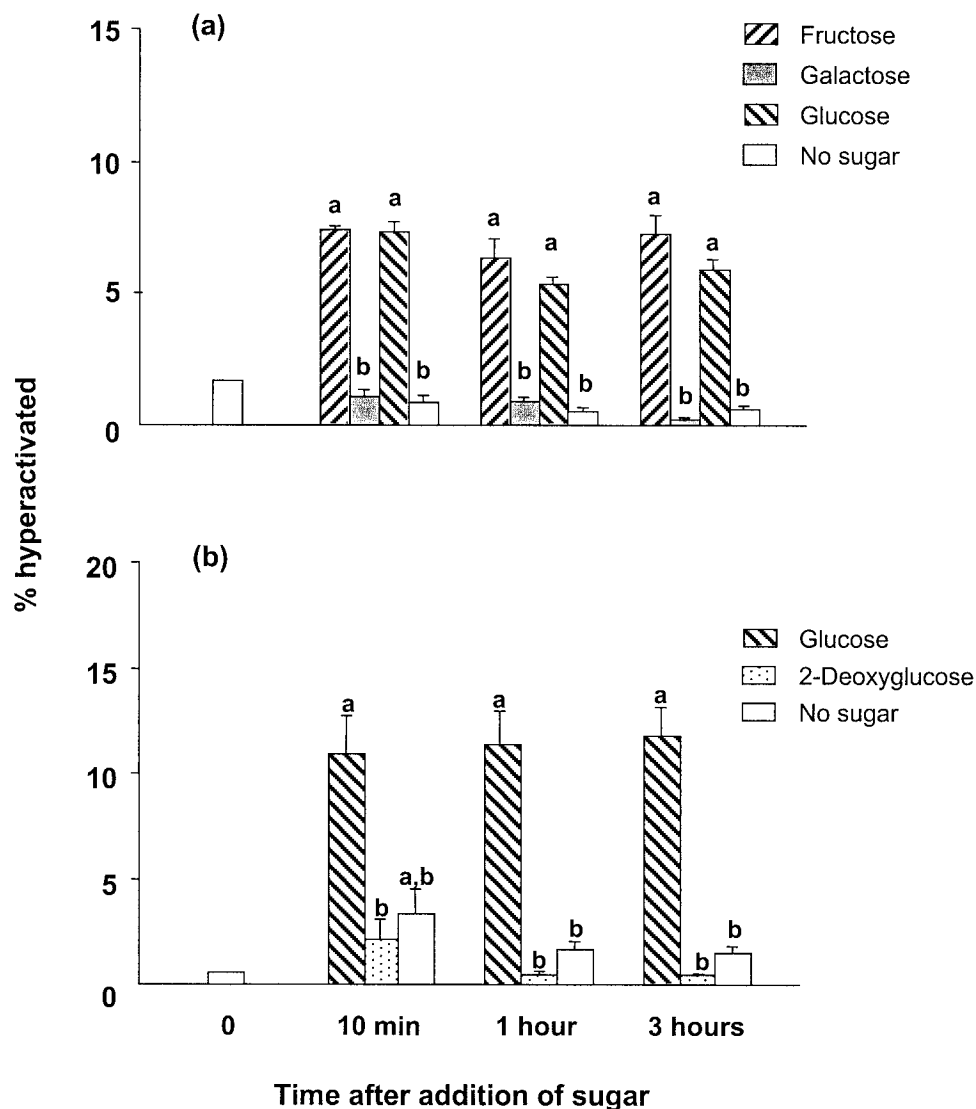 (a)
15
10
5
0
Fructose
Galactose
Glucose
No sugar
a
a
b
b
a
a
b
b
a
a
b
b
% hyperactivated
(b)
20
15
10
5
0
Glucose
2-Deoxyglucose
No sugar
a
b
a,b
a
b
b
a
b
b
0 10 min 1 hour 3 hours
Time after addition of sugar